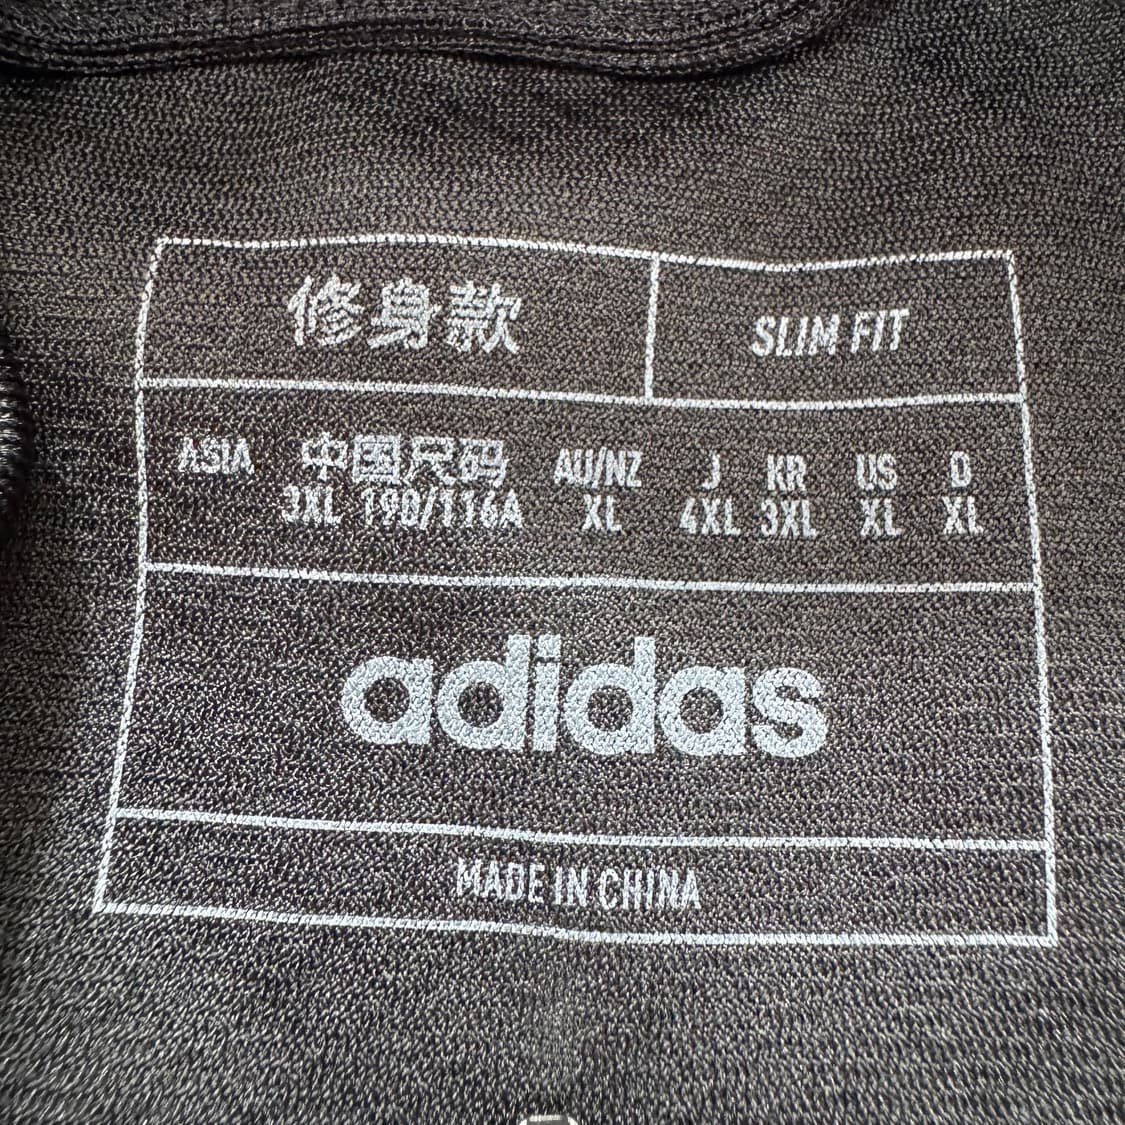 修身款 SLIM FIT
ASIA 中国尺码 AU/NZ J KR US D
3XL 190/116A XL 4XL 3XL XL XL
adidas
MADE IN CHINA